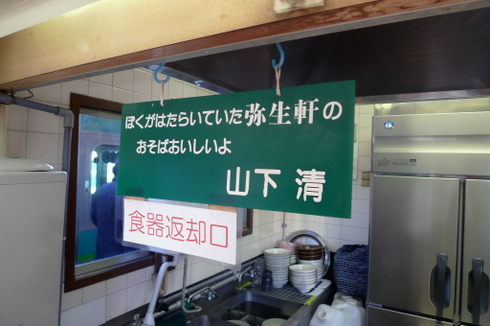 ぼくがはたらいていた弥生軒の
おそばおいしいよ
山下 清
食器返却口